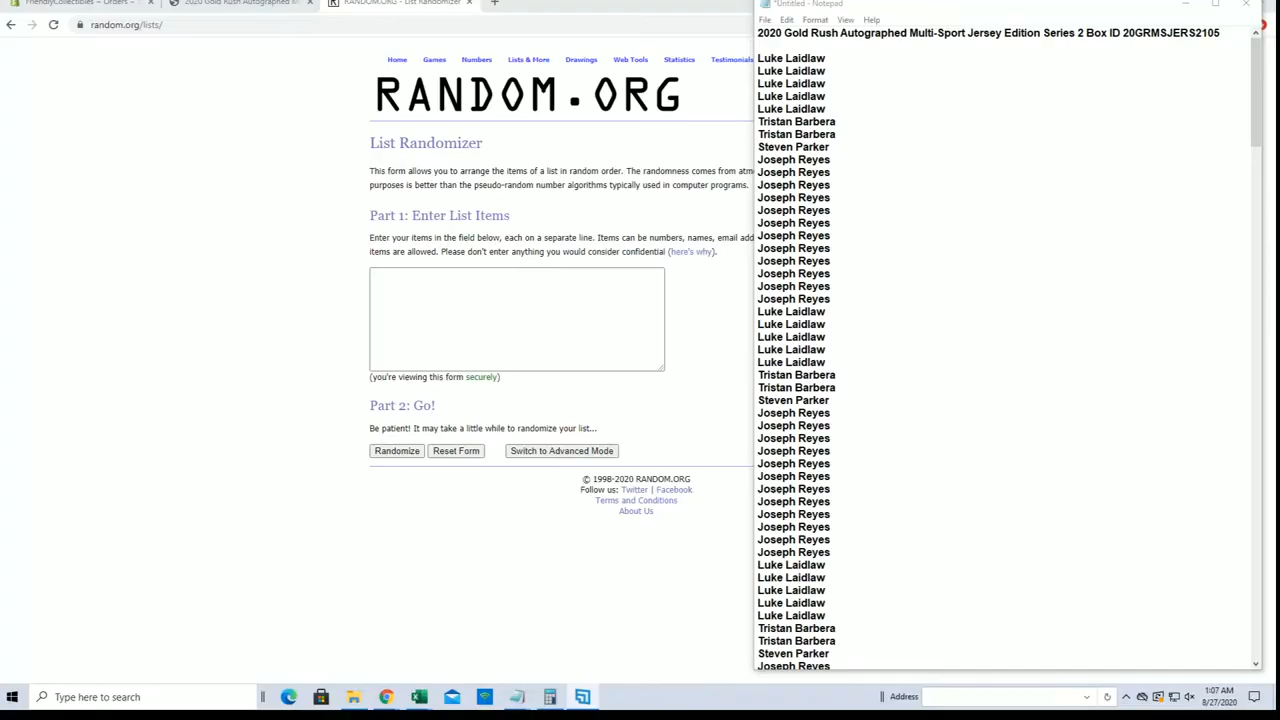 FriendlyCollectibles – Orders –
2020 Gold Rush Autographed M
RANDOM.ORG - List Randomizer
random.org/lists/
Home Games Numbers Lists & More Drawings Web Tools Statistics Testimonials
RANDOM.ORG
List Randomizer
This form allows you to arrange the items of a list in random order. The randomness comes from atm
purposes is better than the pseudo-random number algorithms typically used in computer programs.
Part 1: Enter List Items
Enter your items in the field below, each on a separate line. Items can be numbers, names, email add
items are allowed. Please don't enter anything you would consider confidential (here's why).
(you're viewing this form securely)
Part 2: Go!
Be patient! It may take a little while to randomize your list...
Randomize Reset Form Switch to Advanced Mode
© 1998-2020 RANDOM.ORG
Follow us: Twitter | Facebook
Terms and Conditions
About Us
*Untitled - Notepad
File Edit Format View Help
2020 Gold Rush Autographed Multi-Sport Jersey Edition Series 2 Box ID 20GRMSJERS2105
Luke Laidlaw
Luke Laidlaw
Luke Laidlaw
Luke Laidlaw
Luke Laidlaw
Tristan Barbera
Tristan Barbera
Steven Parker
Joseph Reyes
Joseph Reyes
Joseph Reyes
Joseph Reyes
Joseph Reyes
Joseph Reyes
Joseph Reyes
Joseph Reyes
Joseph Reyes
Joseph Reyes
Joseph Reyes
Joseph Reyes
Luke Laidlaw
Luke Laidlaw
Luke Laidlaw
Luke Laidlaw
Luke Laidlaw
Tristan Barbera
Tristan Barbera
Steven Parker
Joseph Reyes
Joseph Reyes
Joseph Reyes
Joseph Reyes
Joseph Reyes
Joseph Reyes
Joseph Reyes
Joseph Reyes
Joseph Reyes
Joseph Reyes
Joseph Reyes
Joseph Reyes
Luke Laidlaw
Luke Laidlaw
Luke Laidlaw
Luke Laidlaw
Luke Laidlaw
Tristan Barbera
Tristan Barbera
Steven Parker
Joseph Reyes
Type here to search
Address
1:07 AM
8/27/2020